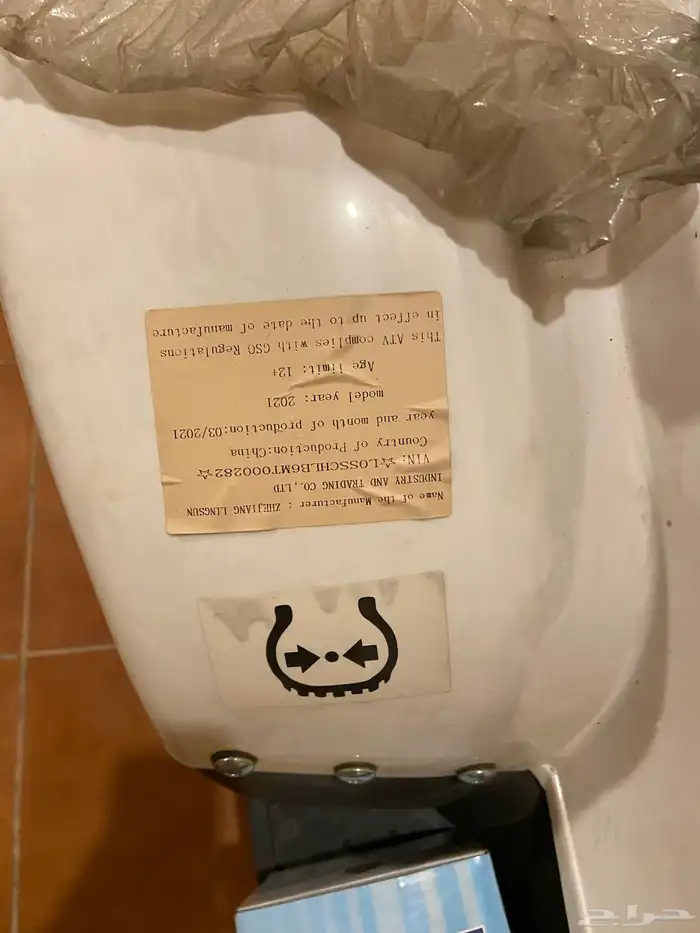 Name of the Manufacturer : ZHEJIANG LINGSUN
INDUSTRY AND TRADING CO.,LTD
VIN: ☆LOSSCHLB6MT000282☆
Country of Production:China
year and month of production:03/2021
model year: 2021
Age limit: 12+
This ATV complies with GSO Regulations
in effect up to the date of manufacture
حراج